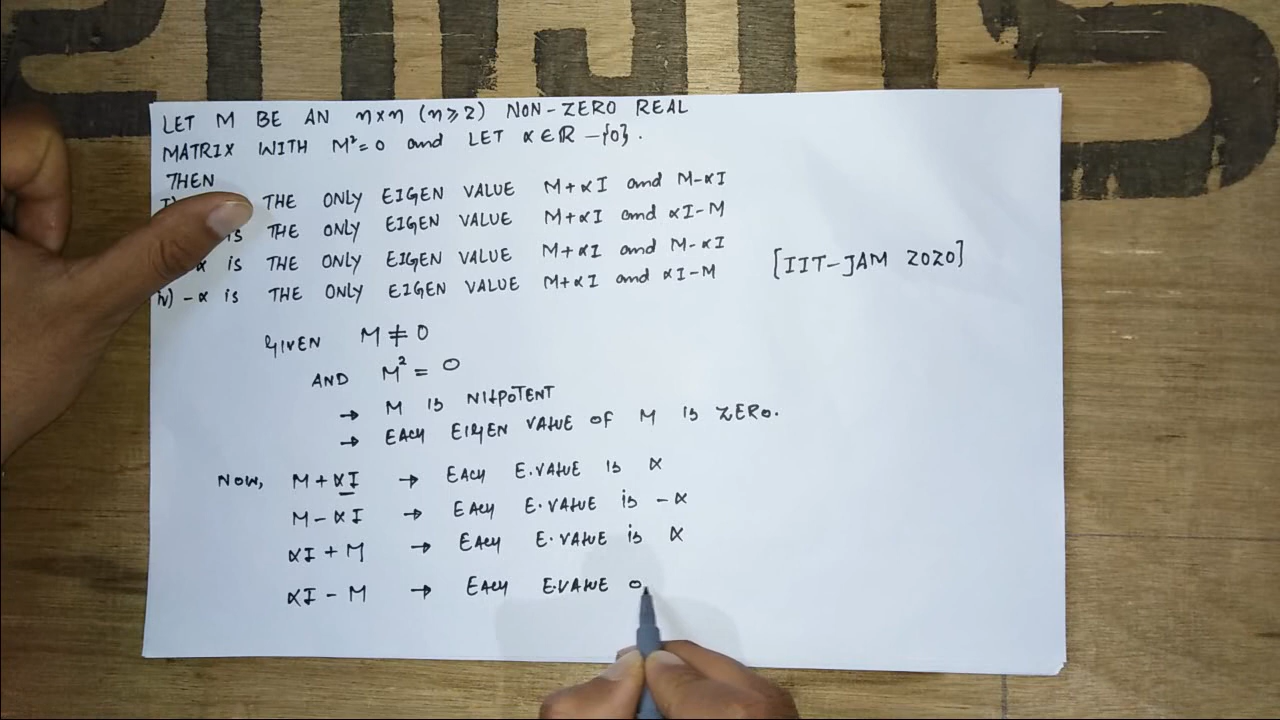 LET M BE AN n×n (n≥2) NON-ZERO REAL
MATRIX WITH M²=0 and LET α∈ℝ-{0}.
THEN
THE ONLY EIGEN VALUE M+αI and M-αI
is THE ONLY EIGEN VALUE M+αI and αI-M
α is THE ONLY EIGEN VALUE M+αI and M-αI
iv) -α is THE ONLY EIGEN VALUE M+αI and αI-M
[IIT-JAM 2020]
GIVEN M≠0
AND M²=0
→ M IS NILPOTENT
→ EACH EIGEN VALUE OF M IS ZERO.
NOW, M+αI → EACH E.VALUE IS α
M-αI → EACH E.VALUE is -α
αI+M → EACH E.VALUE is α
αI-M → EACH E.VALUE